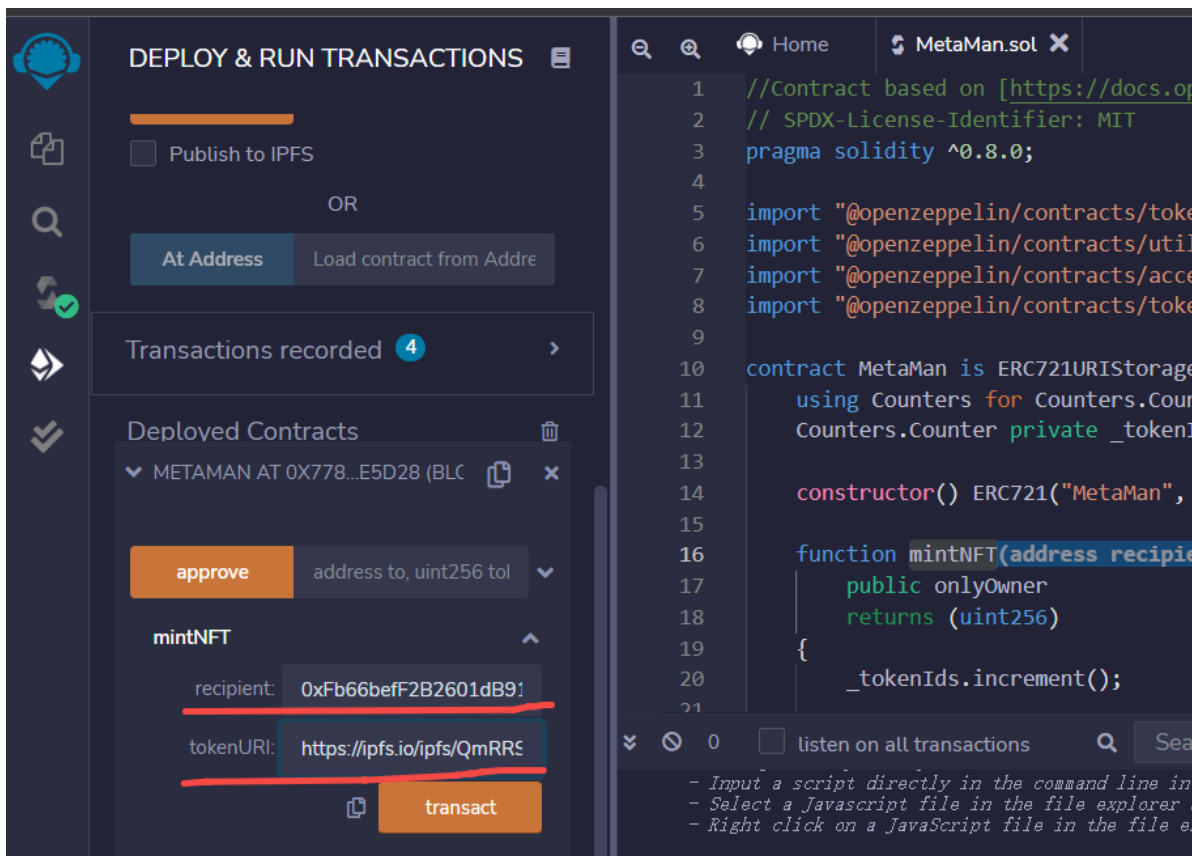 DEPLOY & RUN TRANSACTIONS
Publish to IPFS
OR
At Address
Load contract from Addre
Transactions recorded 4
Deployed Contracts
METAMAN AT 0X778...E5D28 (BLC
approve
address to, uint256 tol
mintNFT
recipient:
0xFb66befF2B2601dB91
tokenURI:
https://ipfs.io/ipfs/QmRRS
transact
Home
MetaMan.sol
1 //Contract based on [https://docs.op
2 // SPDX-License-Identifier: MIT
3 pragma solidity ^0.8.0;
4
5 import "@openzeppelin/contracts/toke
6 import "@openzeppelin/contracts/util
7 import "@openzeppelin/contracts/acce
8 import "@openzeppelin/contracts/toke
9
10 contract MetaMan is ERC721URIStorage
11 using Counters for Counters.Coun
12 Counters.Counter private _tokenI
13
14 constructor() ERC721("MetaMan",
15
16 function mintNFT(address recipie
17 public onlyOwner
18 returns (uint256)
19 {
20 _tokenIds.increment();
21
0
listen on all transactions
Sea
- Input a script directly in the command line in
- Select a Javascript file in the file explorer
- Right click on a JavaScript file in the file e